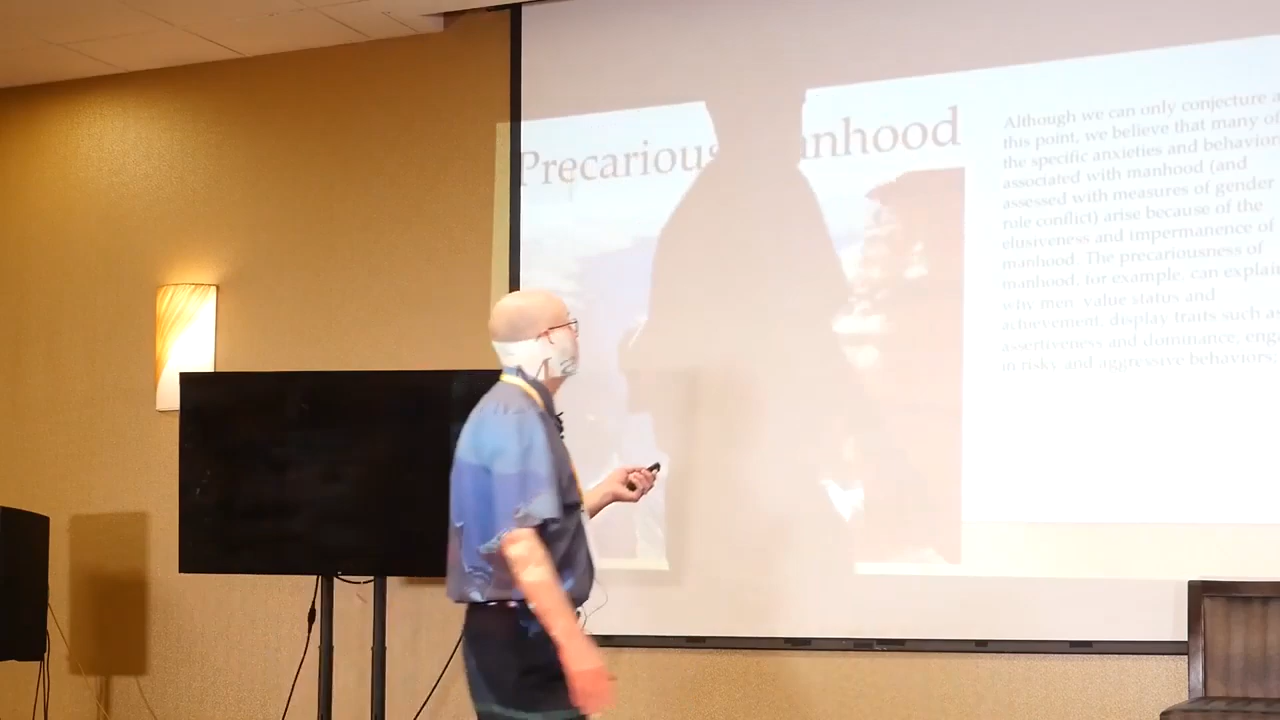 Precarious anhood
Although we can only conjecture a
this point, we believe that many of
the specific anxieties and behavior
associated with manhood (and
assessed with measures of gender
role conflict) arise because of the
elusiveness and impermanence of
manhood. The precariousness of
manhood, for example, can explain
why men value status and
achievement, display traits such as
assertiveness and dominance, eng
in risky and aggressive behaviors,